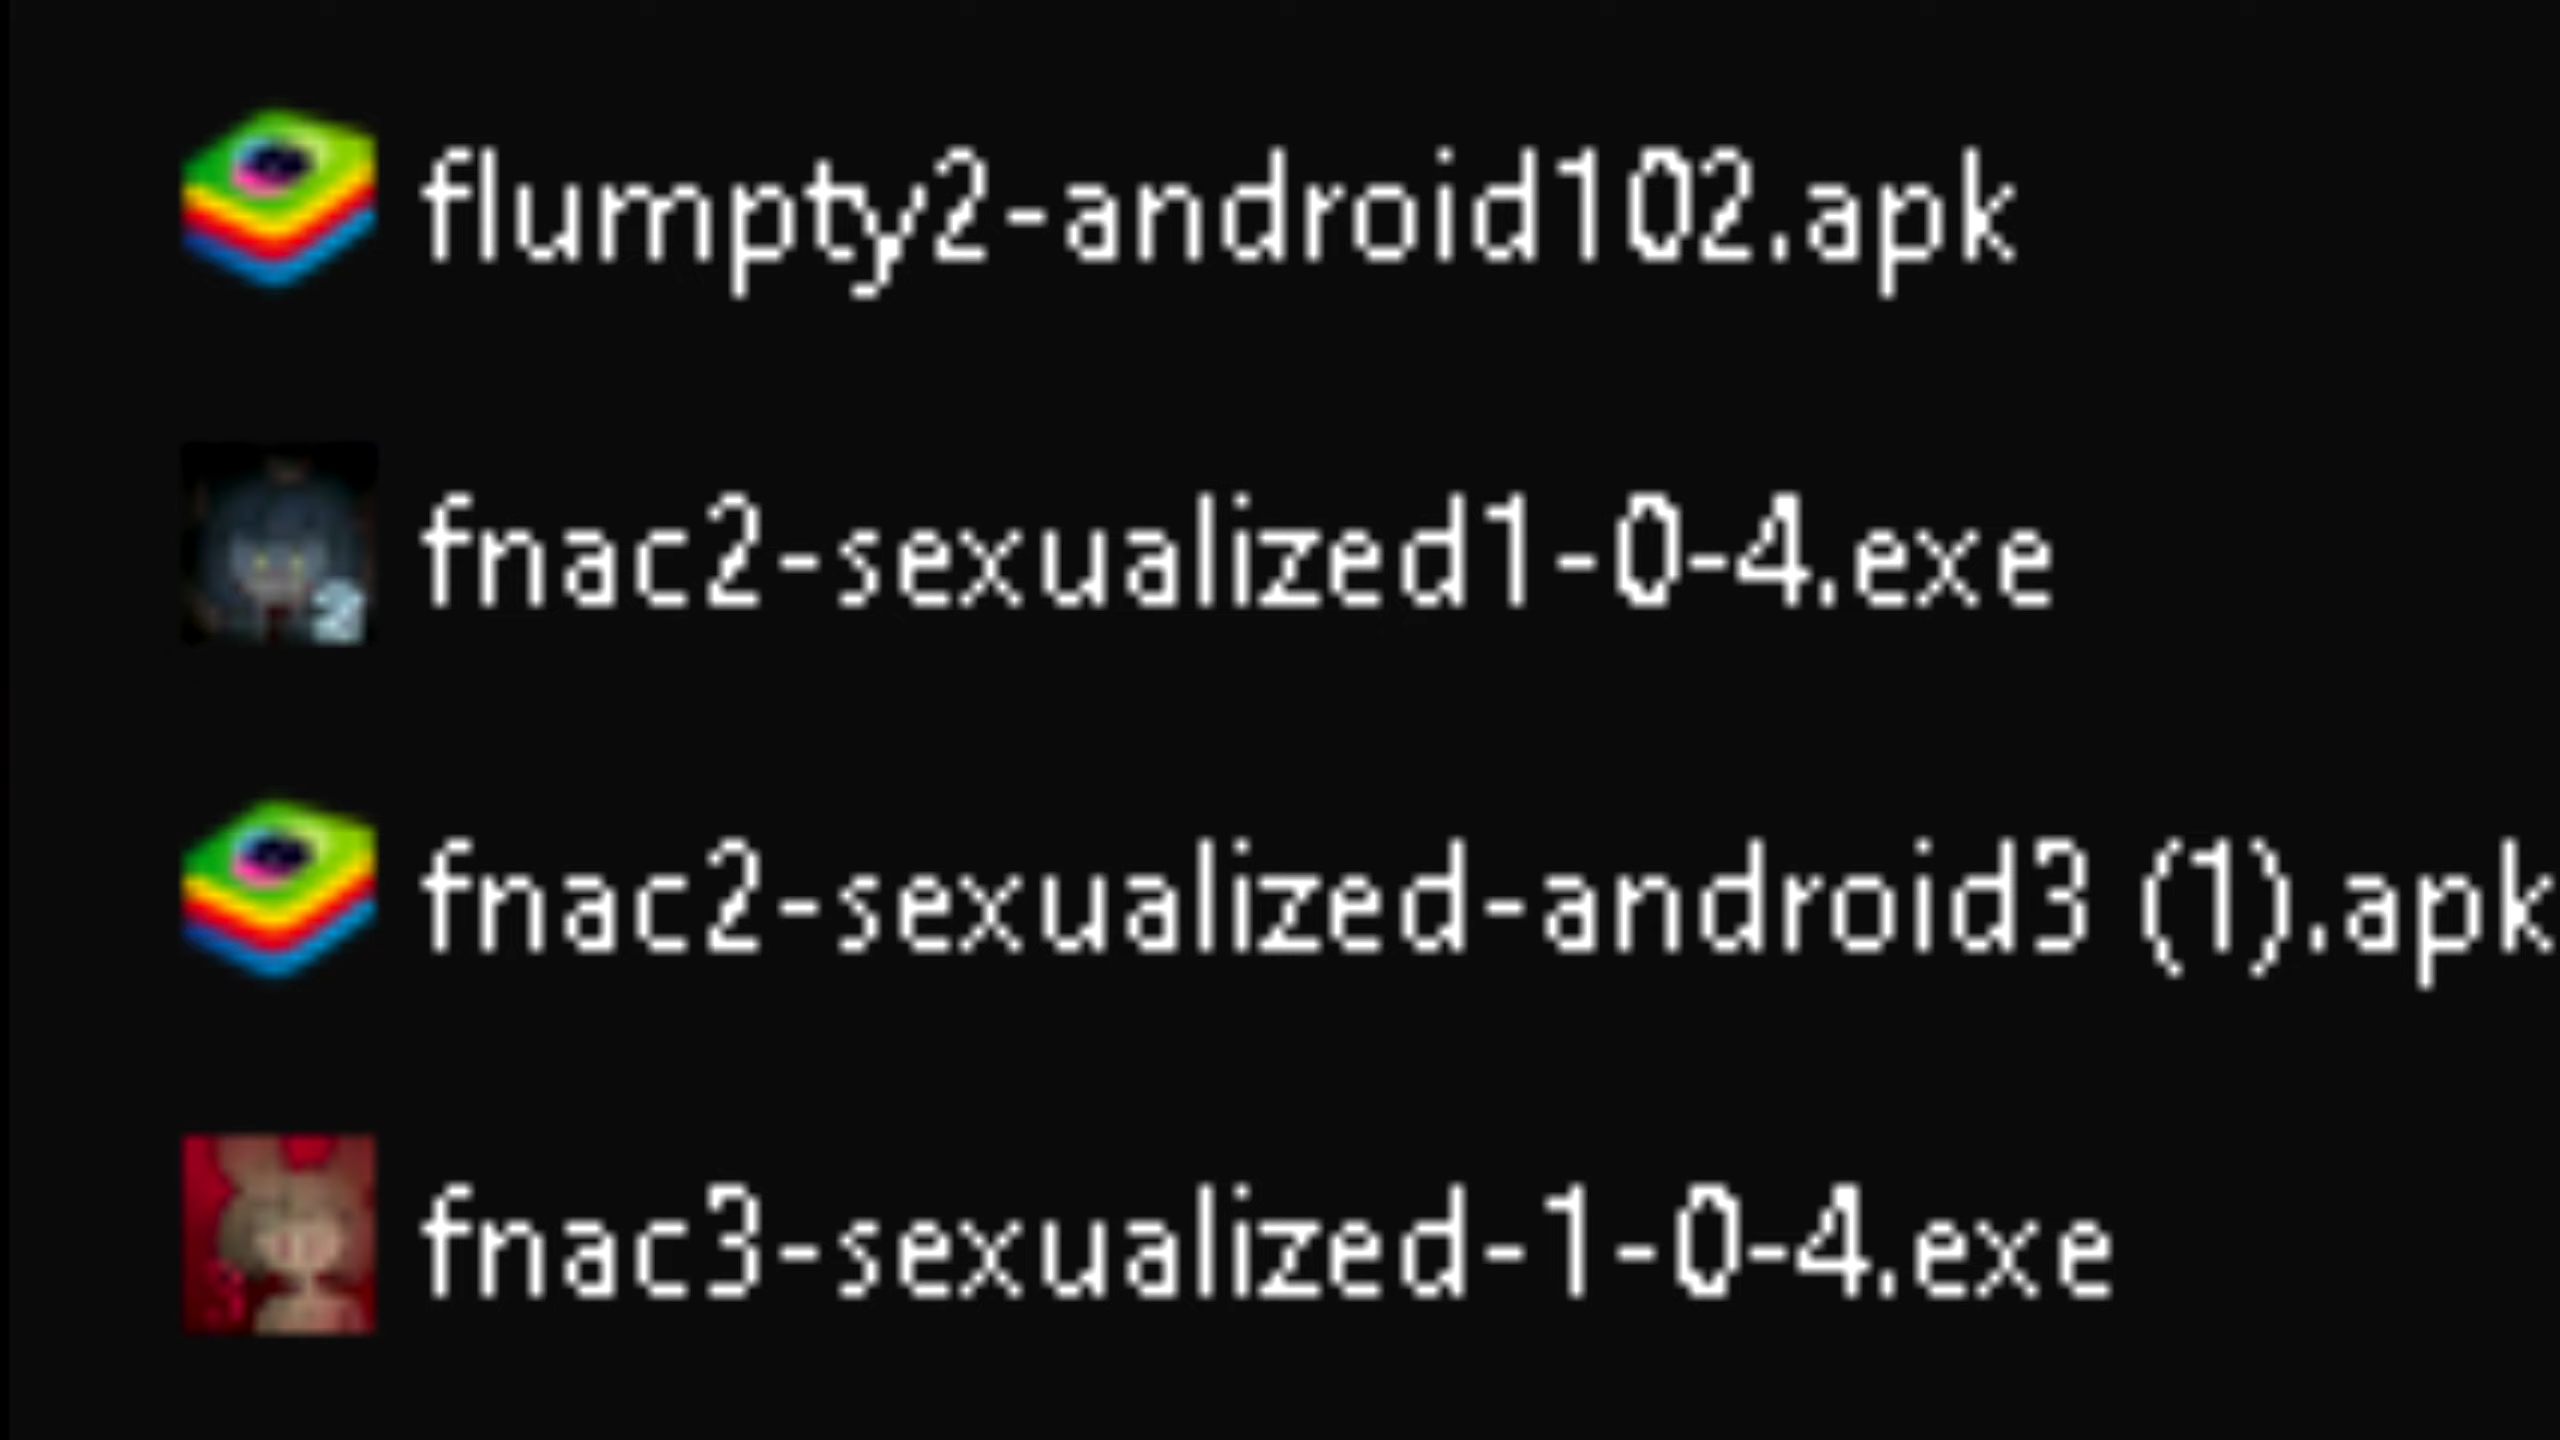 flumpty2-android102.apk
fnac2-sexualized1-0-4.exe
fnac2-sexualized-android3 (1).apk
fnac3-sexualized-1-0-4.exe